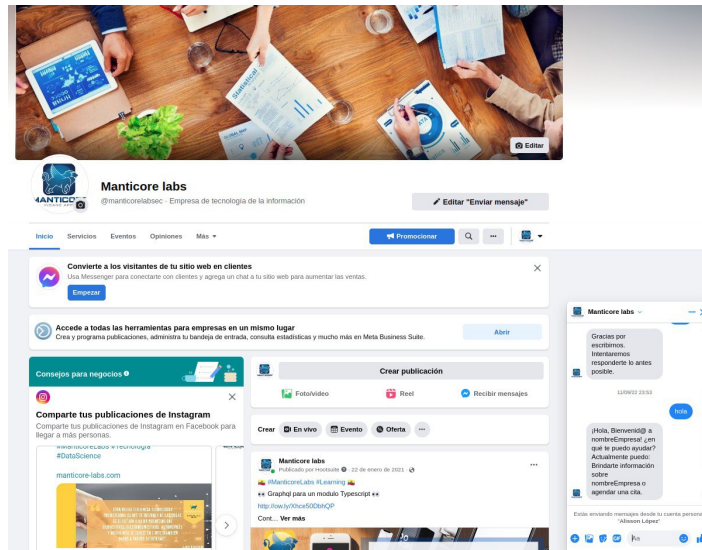 Statistical
DATA
Editar
MANTICO
Manticore labs
@manticorelabsec · Empresa de tecnología de la información
Editar "Enviar mensaje"
Inicio
Servicios
Eventos
Opiniones
Más
Promocionar
Convierte a los visitantes de tu sitio web en clientes
Usa Messenger para conectarte con clientes y agrega un chat a tu sitio web para aumentar las ventas.
Empezar
Accede a todas las herramientas para empresas en un mismo lugar
Crea y programa publicaciones, administra tu bandeja de entrada, consulta estadísticas y mucho más en Meta Business Suite.
Abrir
Consejos para negocios
Comparte tus publicaciones de Instagram
Comparte tus publicaciones de Instagram en Facebook para
llegar a más personas.
#ManticoreLabs #Tecnología
#DataScience
manticore-labs.com
Crear publicación
Foto/video
Reel
Recibir mensajes
Crear
En vivo
Evento
Oferta
Manticore labs
Publicado por Hootsuite · 22 de enero de 2021 ·
#ManticoreLabs #Learning
Graphql para un modulo Typescript
http://ow.ly/Xhce50DbhQP
Cont... Ver más
Manticore labs
Gracias por
escribirnos.
Intentaremos
responderte lo antes
posible.
11/09/22 23:53
hola
¡Hola, Bienvenid@ a
nombreEmpresa! ¿en
qué te puedo ayudar?
Actualmente puedo:
Brindarte información
sobre
nombreEmpresa o
agendar una cita.
Estás enviando mensajes desde tu cuenta persona
"Alisson López"
GIF
Aa